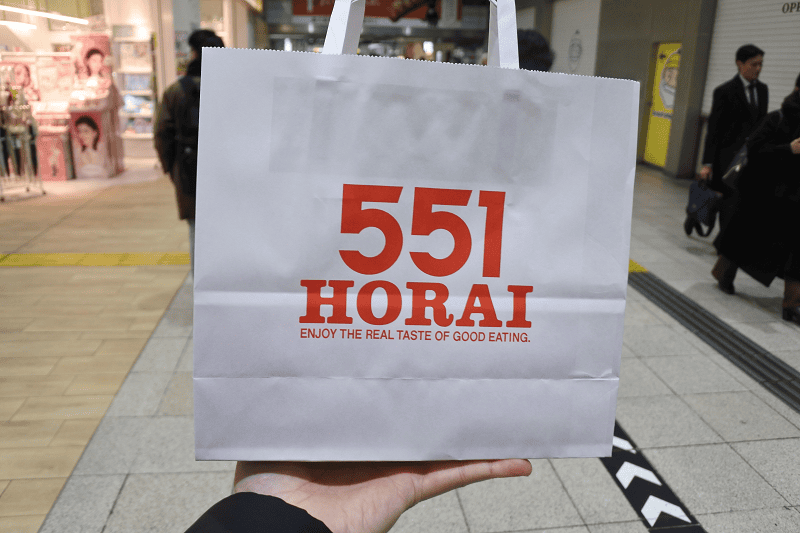 551
HORAI
ENJOY THE REAL TASTE OF GOOD EATING.